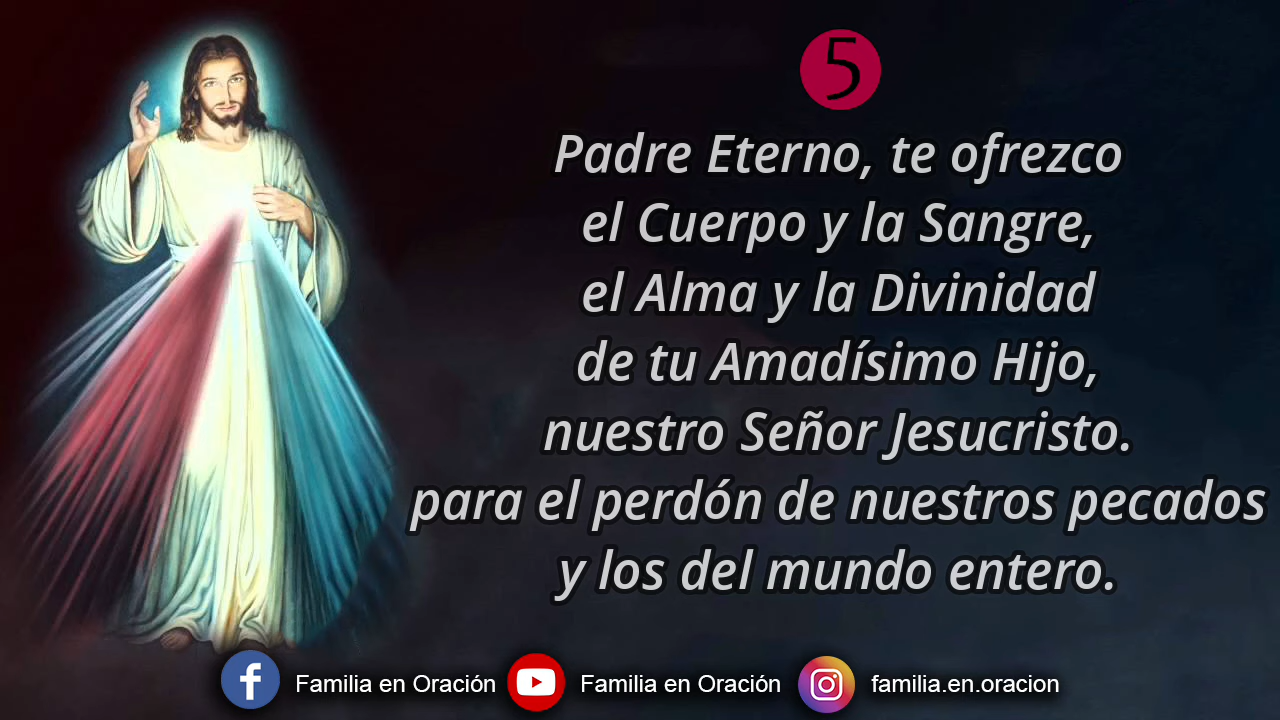 5
Padre Eterno, te ofrezco
el Cuerpo y la Sangre,
el Alma y la Divinidad
de tu Amadísimo Hijo,
nuestro Señor Jesucristo.
para el perdón de nuestros pecados
y los del mundo entero.
Familia en Oración Familia en Oración familia.en.oracion